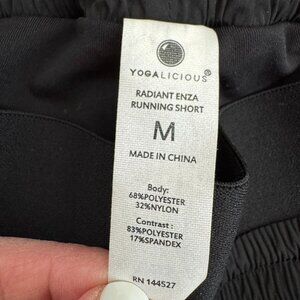 YOGALICIOUS®
RADIANT ENZA
RUNNING SHORT
M
MADE IN CHINA
Body:
68%POLYESTER
32%NYLON
Contrast :
83%POLYESTER
17%SPANDEX
RN 144527